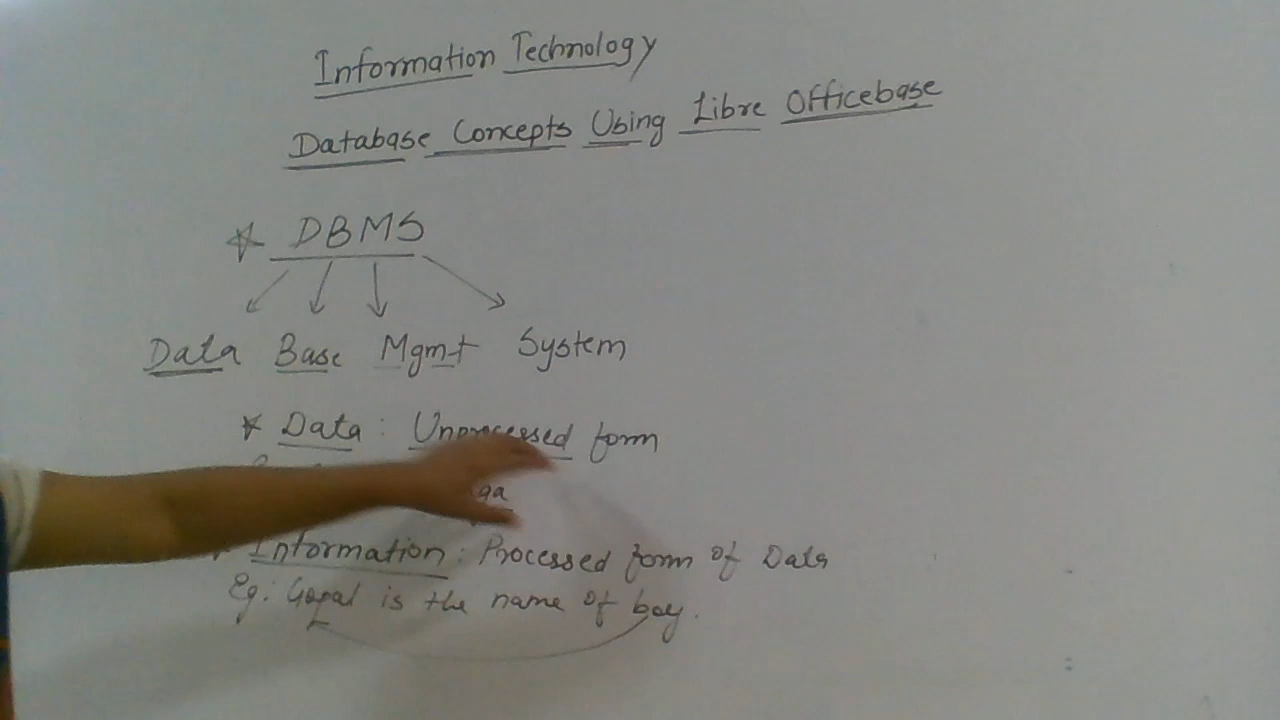 Information Technology
Database Concepts Using Libre Officebase
* DBMS
Data Base Mgmt System
* Data: Unprocessed form
Information: Processed form Of Data
Eg: Gopal is the name of boy.